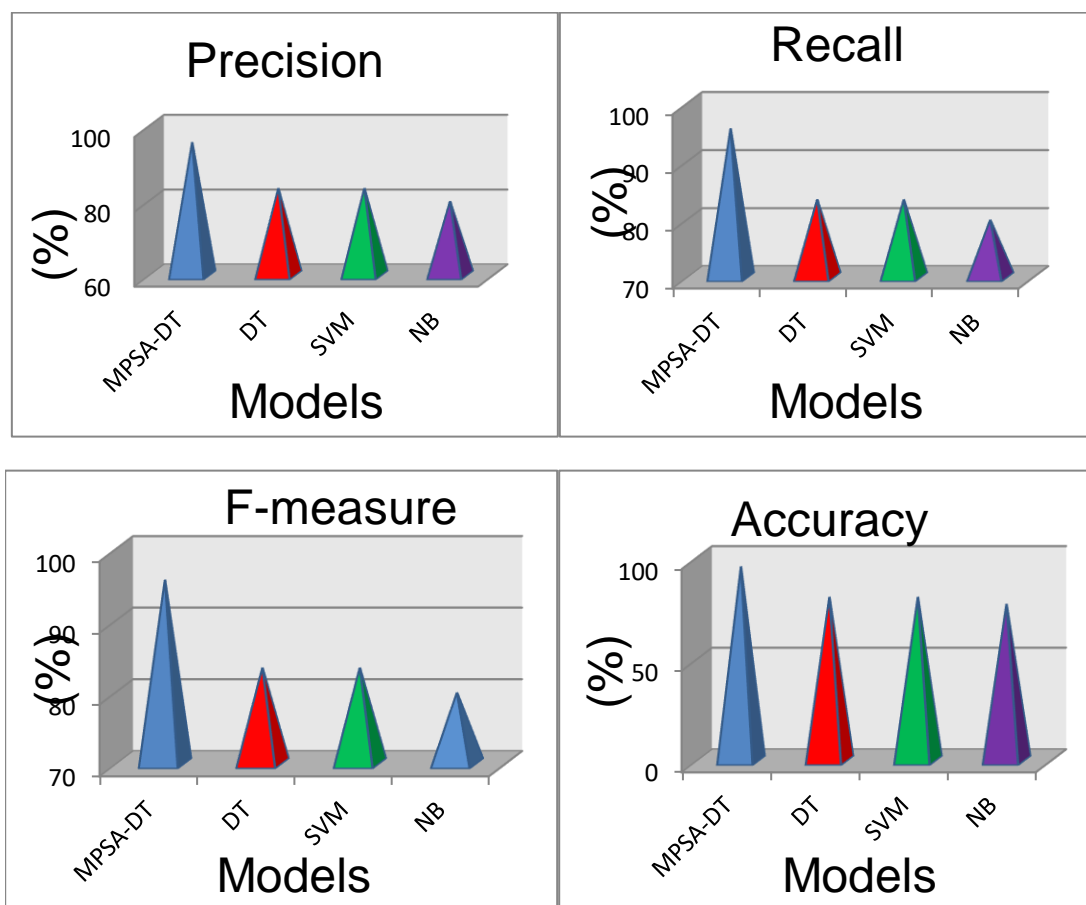 Precision
(%)
100
80
60
MPSA-DT
DT
SVM
NB
Models
Recall
(%)
100
90
80
70
MPSA-DT
DT
SVM
NB
Models
F-measure
(%)
100
90
80
70
MPSA-DT
DT
SVM
NB
Models
Accuracy
(%)
100
50
0
MPSA-DT
DT
SVM
NB
Models